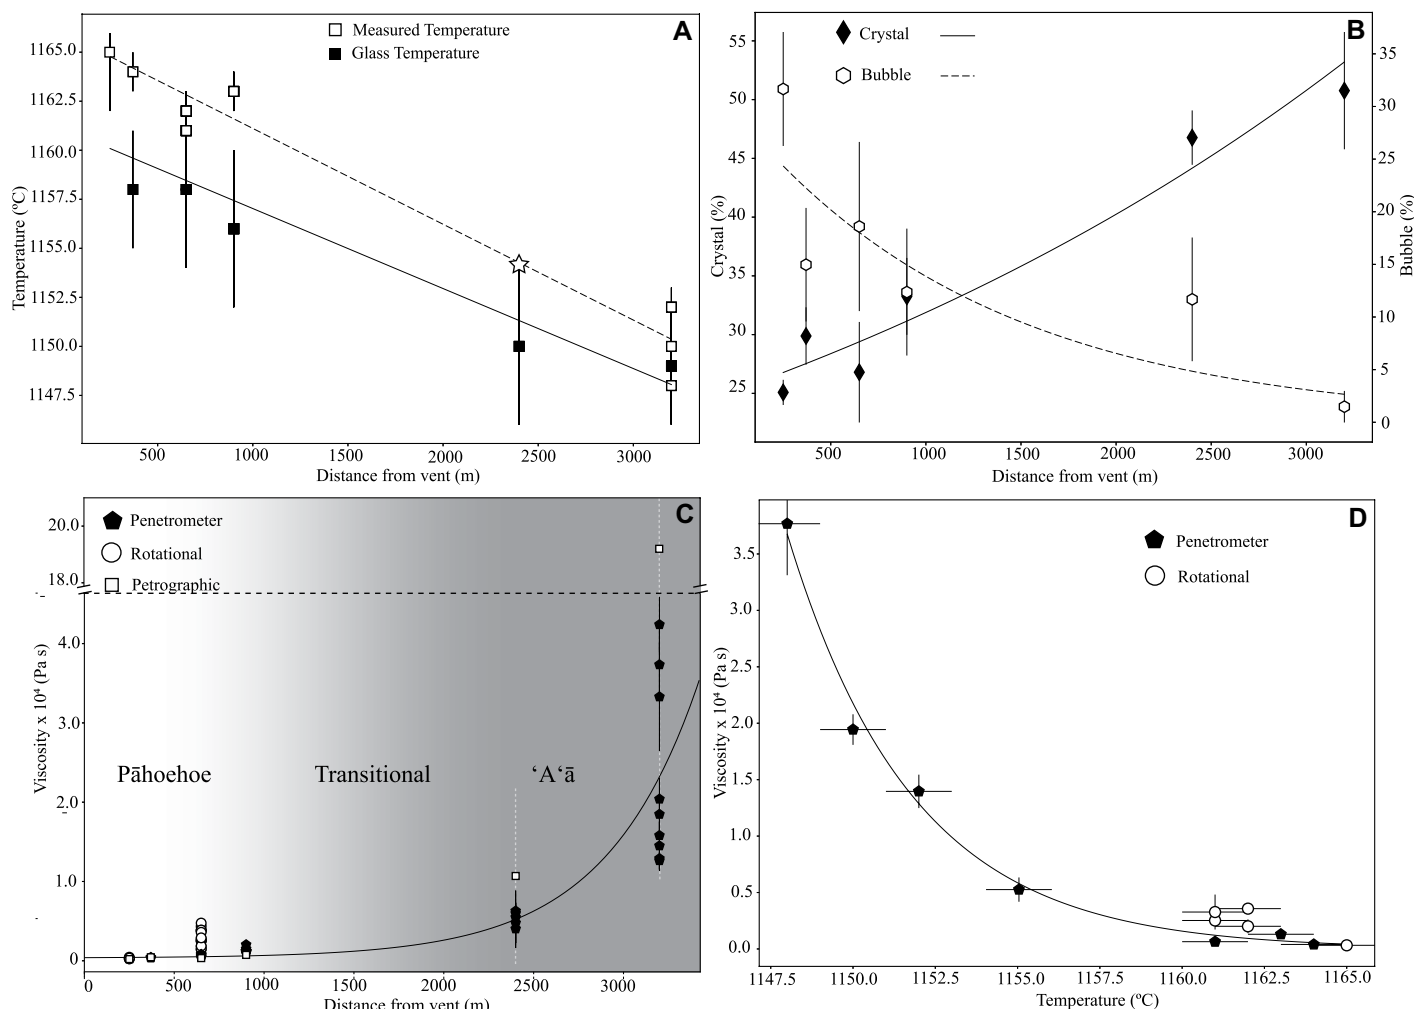 A
Measured Temperature
Glass Temperature
Temperature (ºC)
1165.0
1162.5
1160.0
1157.5
1155.0
1152.5
1150.0
1147.5
500 1000 1500 2000 2500 3000
Distance from vent (m)
B
Crystal
Bubble
Crystal (%)
55
50
45
40
35
30
25
Bubble (%)
35
30
25
20
15
10
5
0
500 1000 1500 2000 2500 3000
Distance from vent (m)
C
Penetrometer
Rotational
Petrographic
Viscosity x 10⁴ (Pa s)
20.0
18.0
4.0
3.0
2.0
1.0
0
Pāhoehoe Transitional ʻAʻā
0 500 1000 1500 2000 2500 3000
Distance from vent (m)
D
Penetrometer
Rotational
Viscosity x 10⁴ (Pa s)
3.5
3.0
2.5
2.0
1.5
1.0
0.5
0.0
1147.5 1150.0 1152.5 1155.0 1157.5 1160.0 1162.5 1165.0
Temperature (ºC)